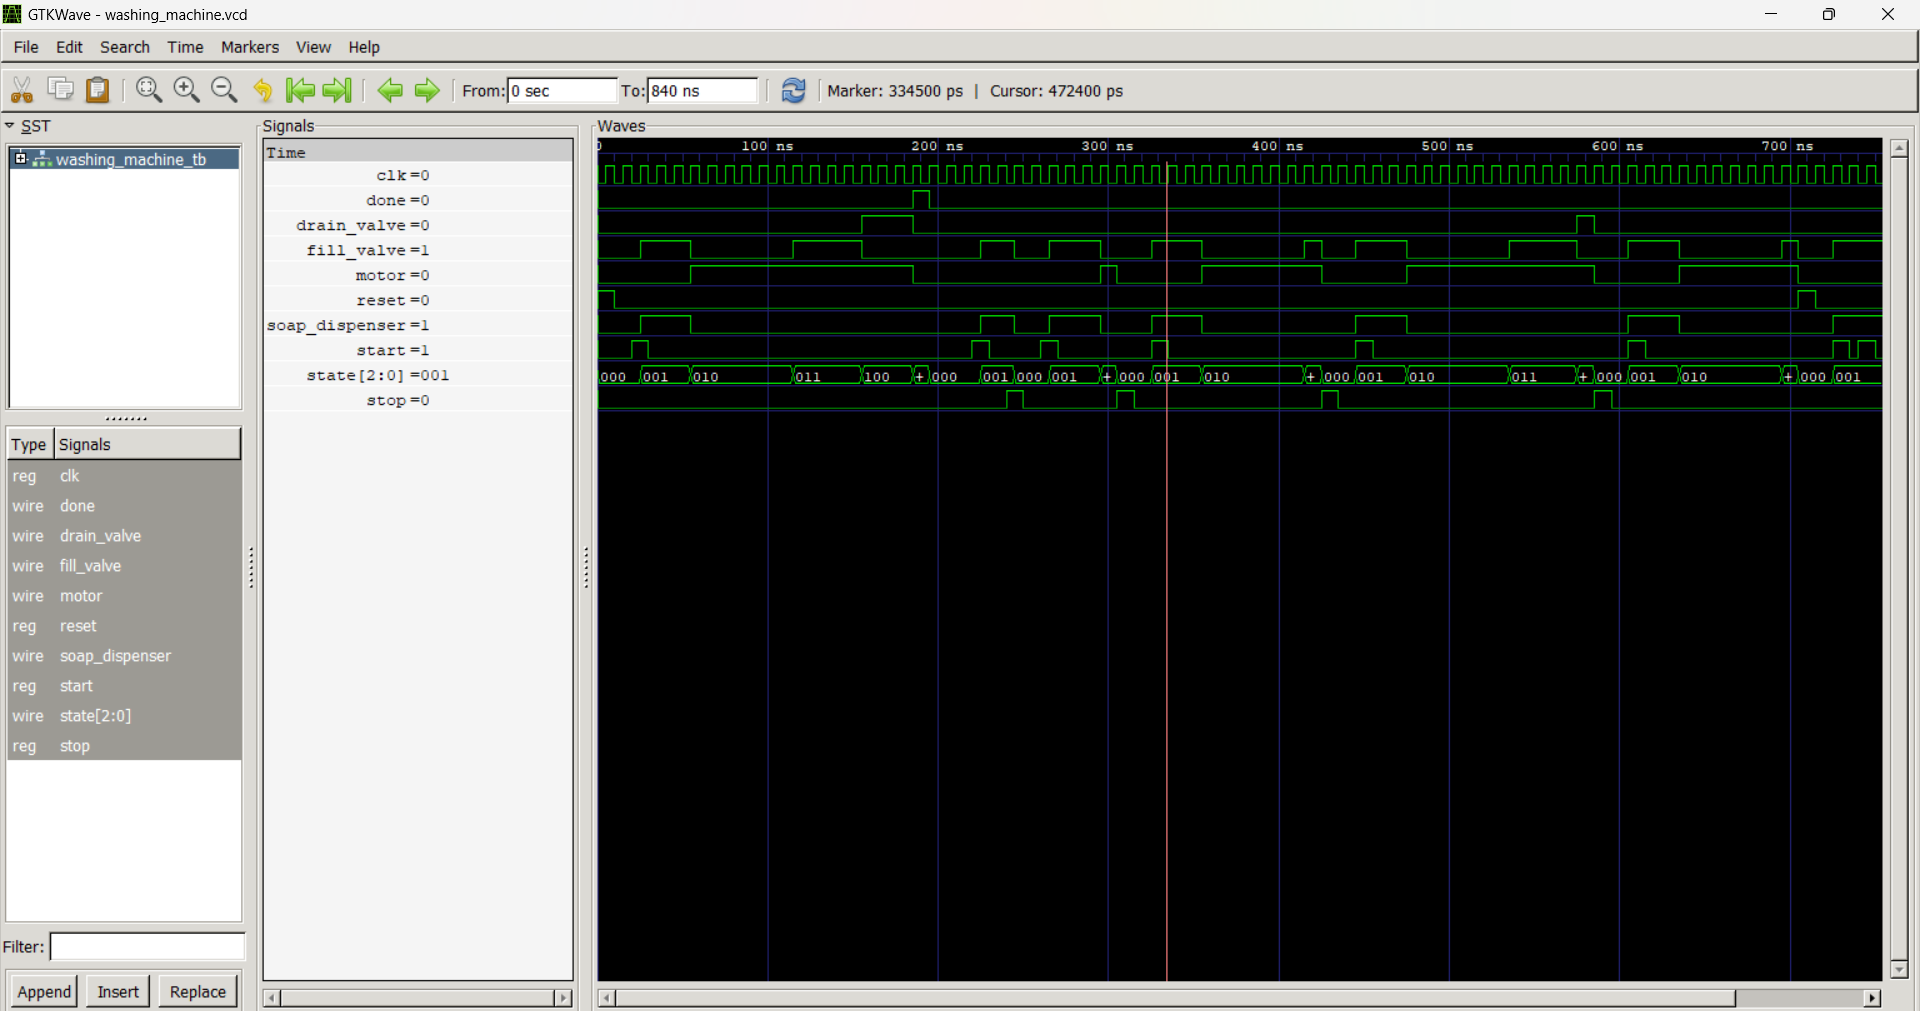 GTKWave - washing_machine.vcd
File Edit Search Time Markers View Help
From: 0 sec To: 840 ns Marker: 334500 ps | Cursor: 472400 ps
SST
washing_machine_tb
Type Signals
reg clk
wire done
wire drain_valve
wire fill_valve
wire motor
reg reset
wire soap_dispenser
reg start
wire state[2:0]
reg stop
Filter:
Append Insert Replace
Signals
Time
clk=0
done=0
drain_valve=0
fill_valve=1
motor=0
reset=0
soap_dispenser=1
start=1
state[2:0]=001
stop=0
Waves
100 ns 200 ns 300 ns 400 ns 500 ns 600 ns 700 ns
000 001 010 011 100 + 000 001 000 001 + 000 001 010 + 000 001 010 011 + 000 001 010 + 000 001